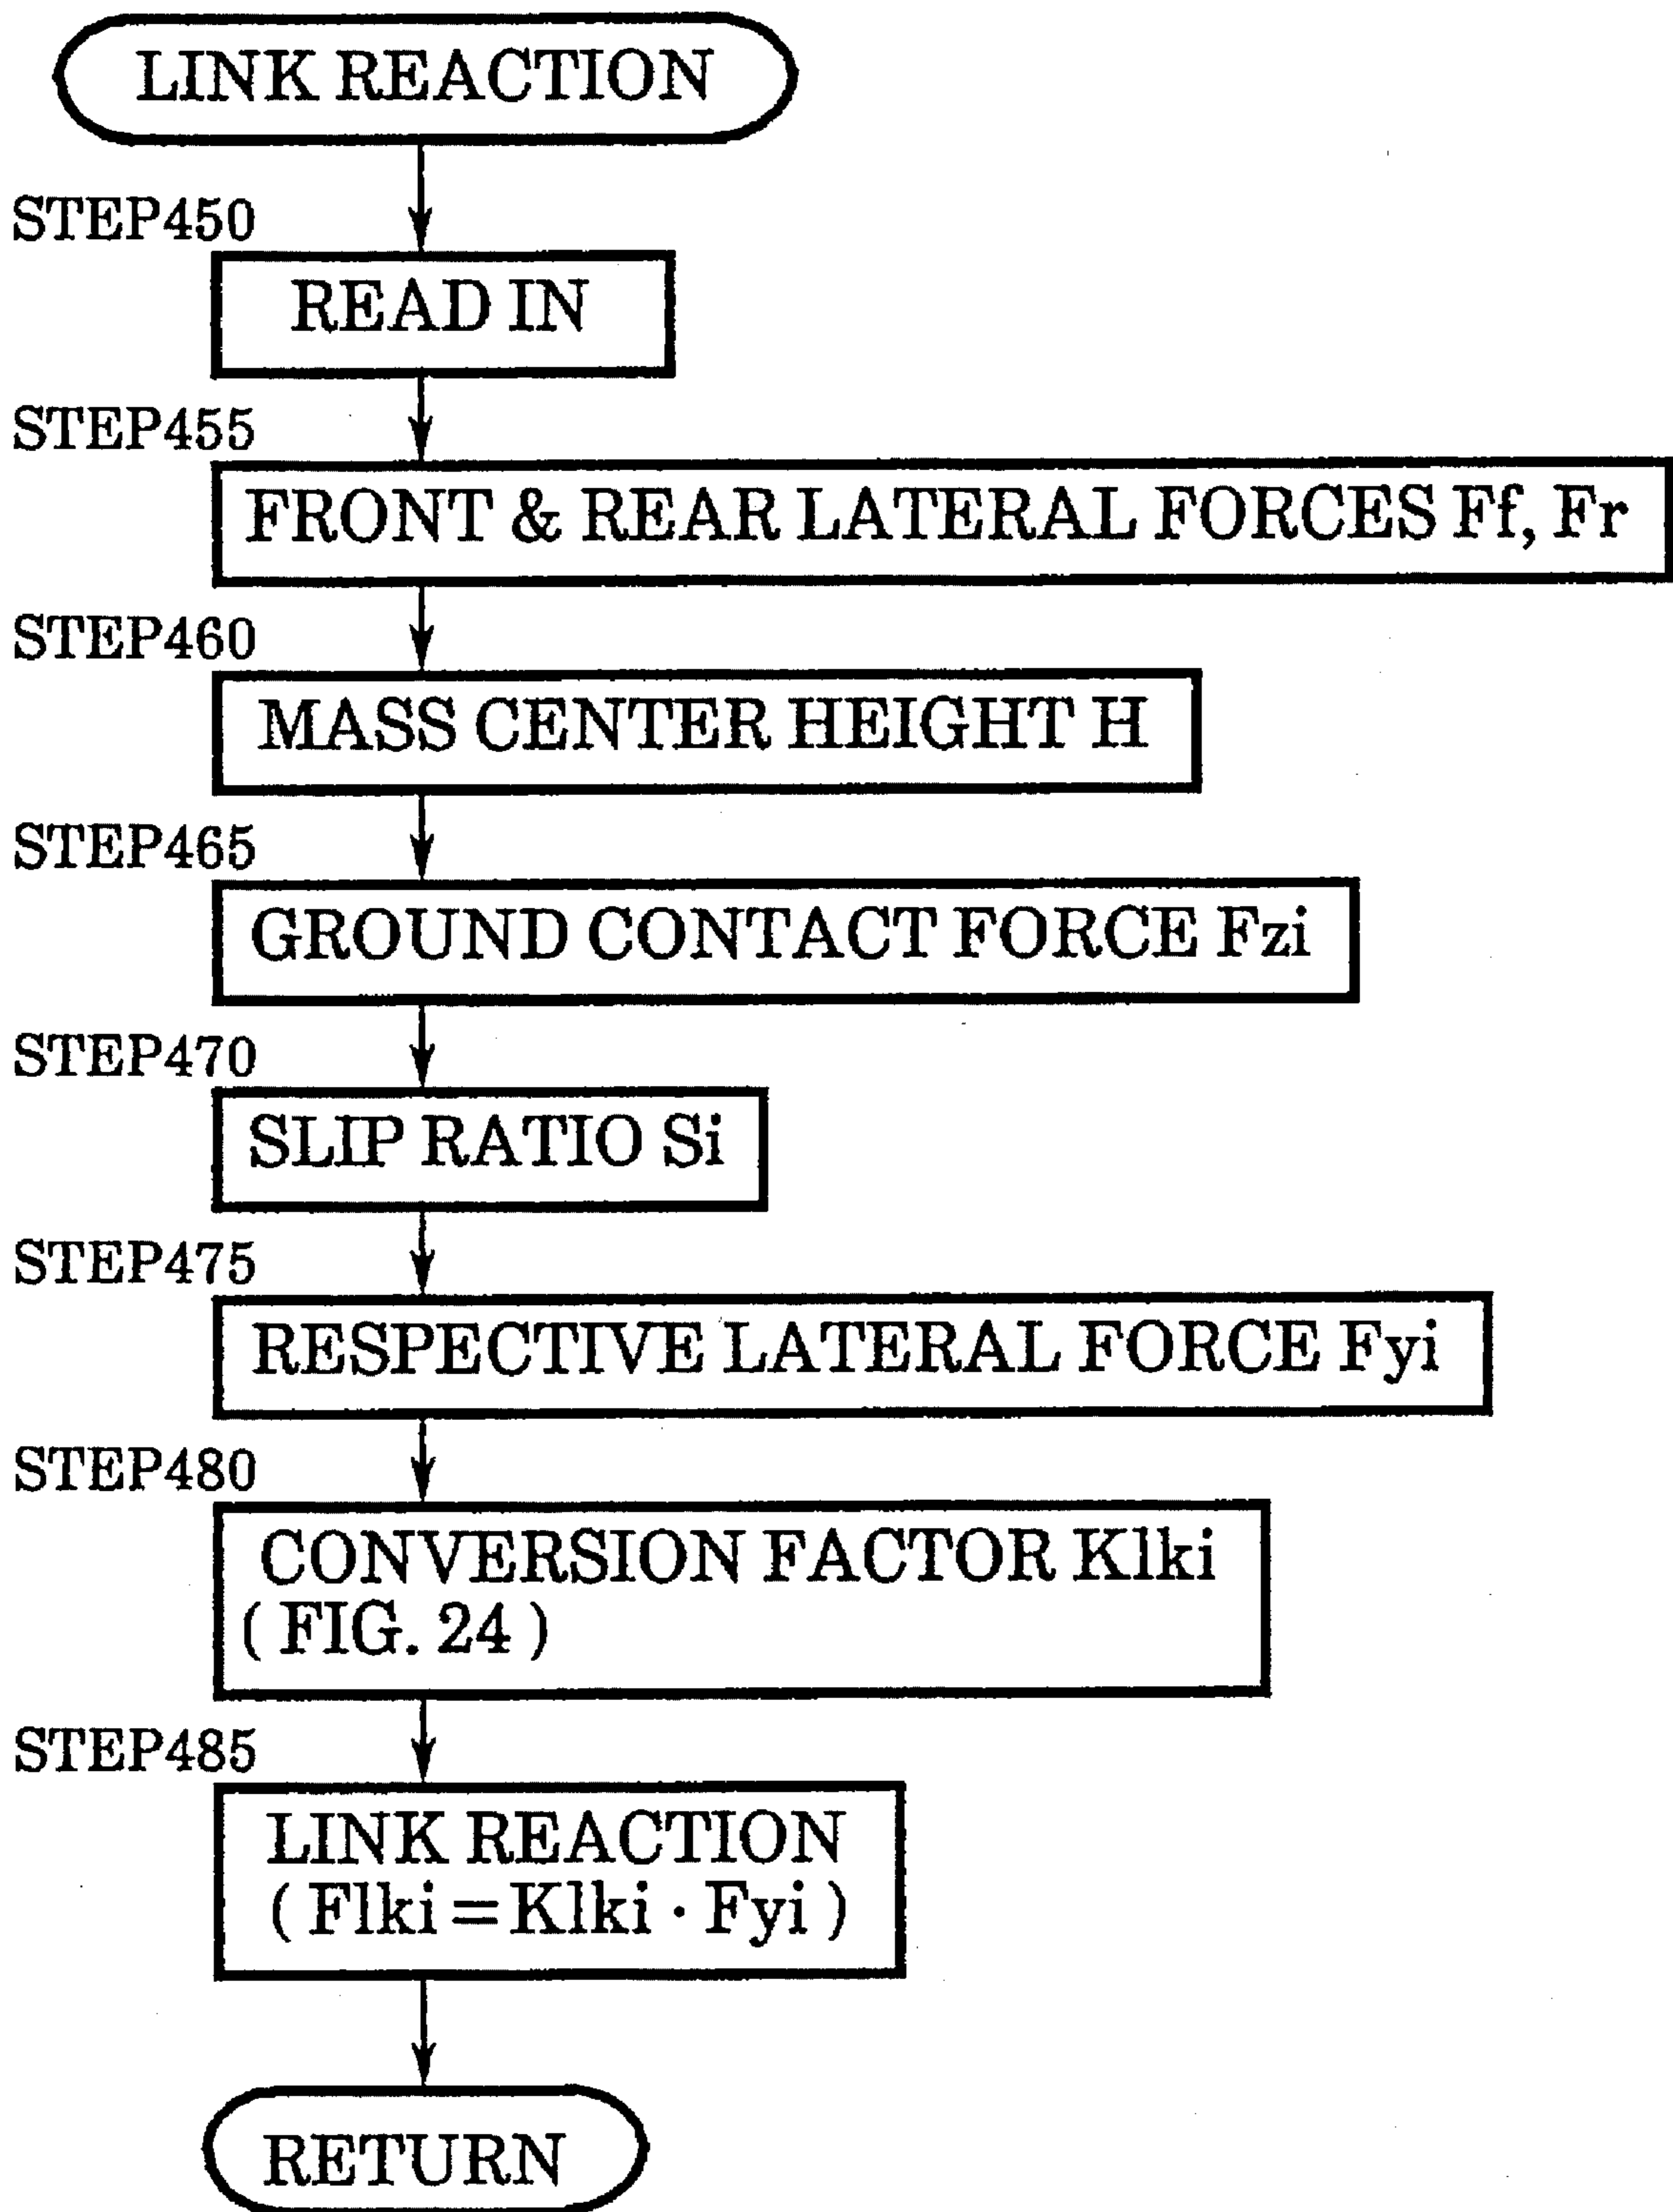 LINK REACTION
STEP450
READ IN
STEP455
FRONT & REAR LATERAL FORCES Ff, Fr
STEP460
MASS CENTER HEIGHT H
STEP465
GROUND CONTACT FORCE Fzi
STEP470
SLIP RATIO Si
STEP475
RESPECTIVE LATERAL FORCE Fyi
STEP480
CONVERSION FACTOR Klki
( FIG. 24 )
STEP485
LINK REACTION
( Flki = Klki · Fyi )
RETURN